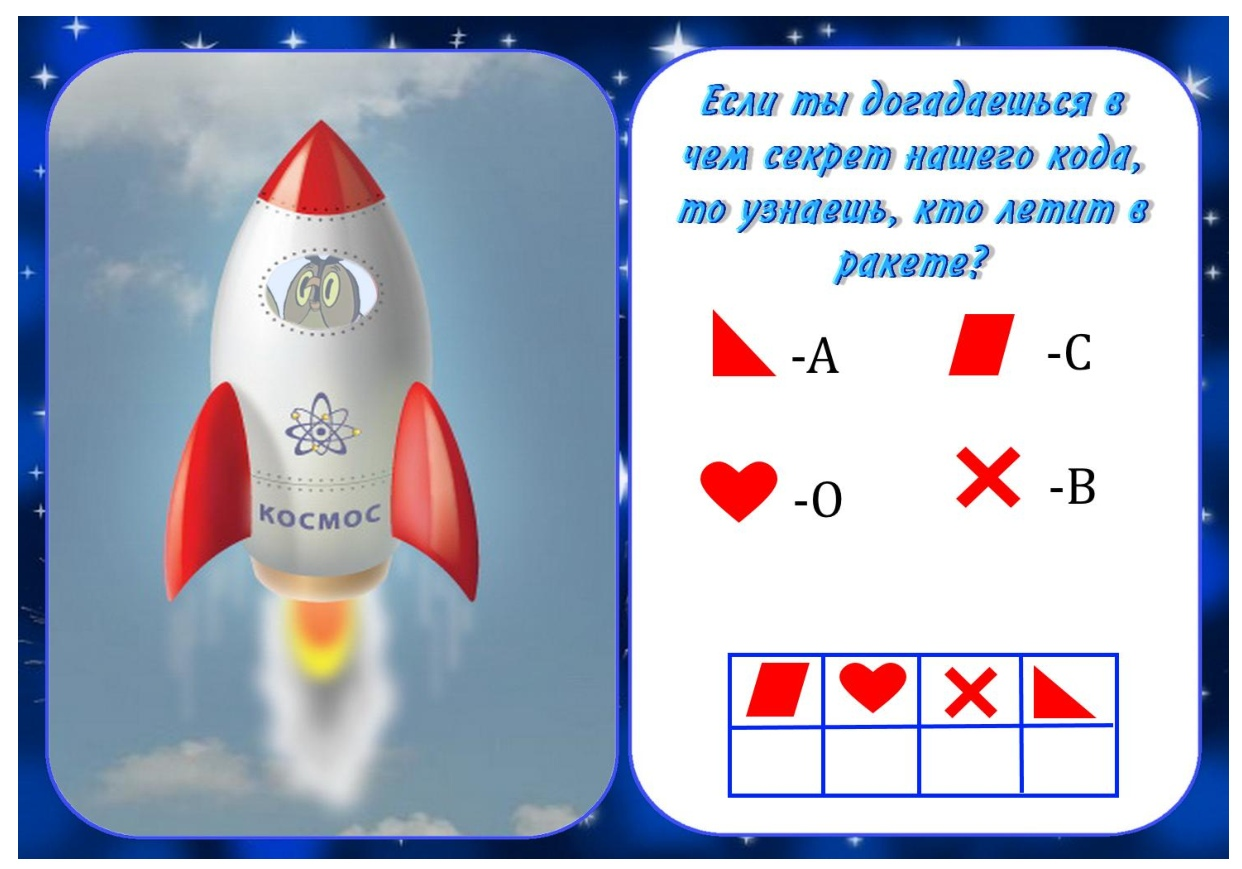 КОСМОС
Если ты догадаешься в
чем секрет нашего кода,
то узнаешь, кто летит в
ракете?
-А -С
-О -В